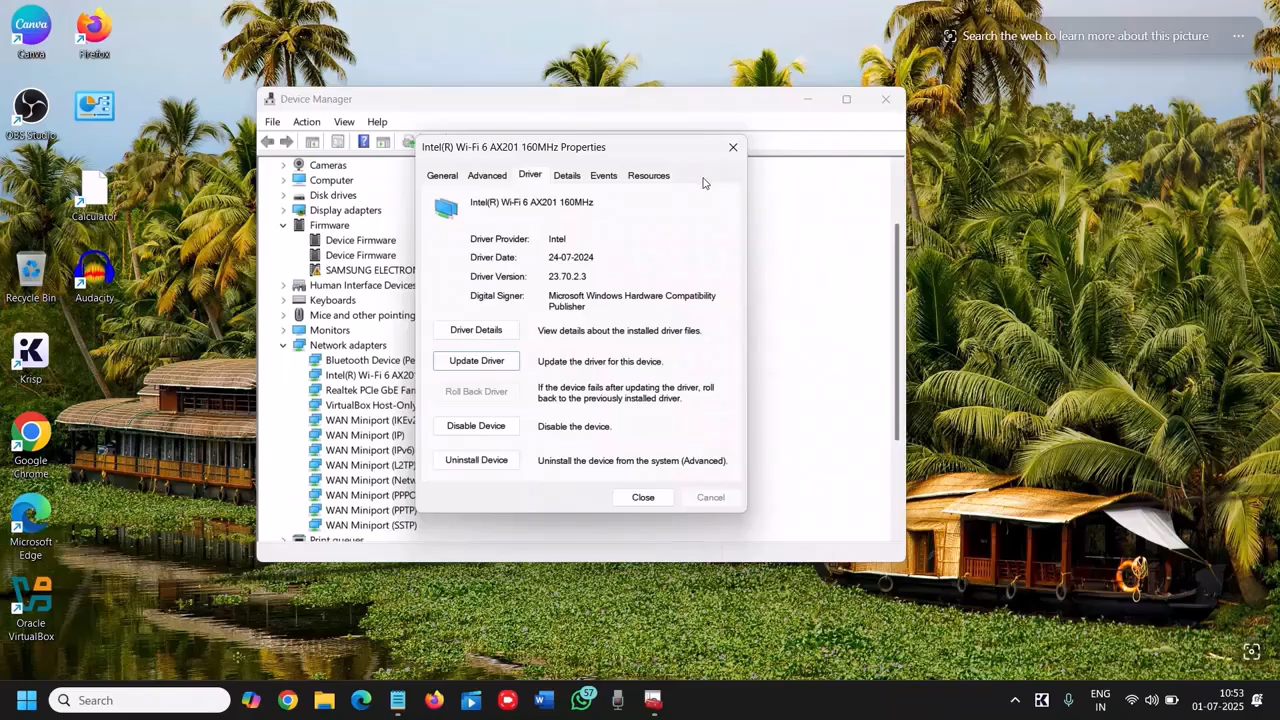 Canva
Canva
Firefox
Search the web to learn more about this picture
OBS Studio
Calculator
Recycle Bin
Audacity
Krisp
Google
Chrome
Microsoft
Edge
Oracle
VirtualBox
Device Manager
File Action View Help
Cameras
Computer
Disk drives
Display adapters
Firmware
Device Firmware
Device Firmware
SAMSUNG ELECTRON
Human Interface Devices
Keyboards
Mice and other pointing
Monitors
Network adapters
Bluetooth Device (Pe
Intel(R) Wi-Fi 6 AX201
Realtek PCIe GbE Fam
VirtualBox Host-Only
WAN Miniport (IKEv2
WAN Miniport (IP)
WAN Miniport (IPv6)
WAN Miniport (L2TP)
WAN Miniport (Netw
WAN Miniport (PPPO
WAN Miniport (PPTP)
WAN Miniport (SSTP)
Print queues
Intel(R) Wi-Fi 6 AX201 160MHz Properties
General Advanced Driver Details Events Resources
Intel(R) Wi-Fi 6 AX201 160MHz
Driver Provider: Intel
Driver Date: 24-07-2024
Driver Version: 23.70.2.3
Digital Signer: Microsoft Windows Hardware Compatibility
Publisher
Driver Details View details about the installed driver files.
Update Driver Update the driver for this device.
Roll Back Driver If the device fails after updating the driver, roll
back to the previously installed driver.
Disable Device Disable the device.
Uninstall Device Uninstall the device from the system (Advanced).
Close Cancel
Search
57
W
ENG
IN
10:53
01-07-2025